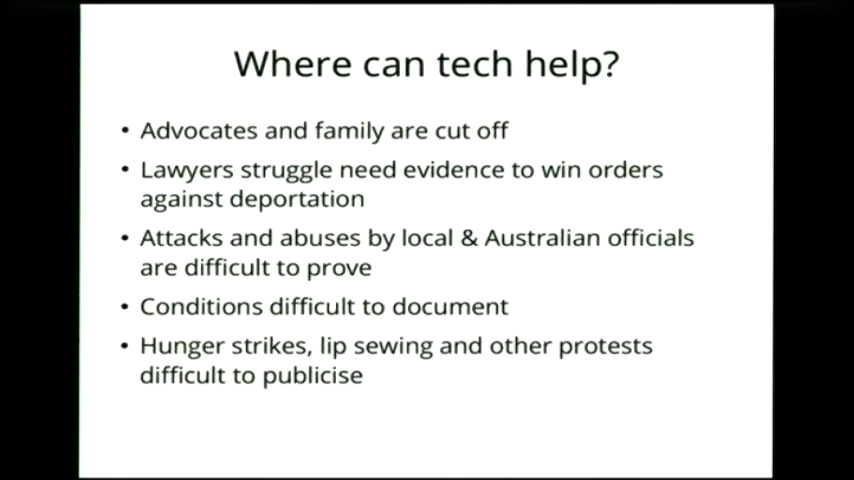 Where can tech help?
• Advocates and family are cut off
• Lawyers struggle need evidence to win orders
against deportation
• Attacks and abuses by local & Australian officials
are difficult to prove
• Conditions difficult to document
• Hunger strikes, lip sewing and other protests
difficult to publicise